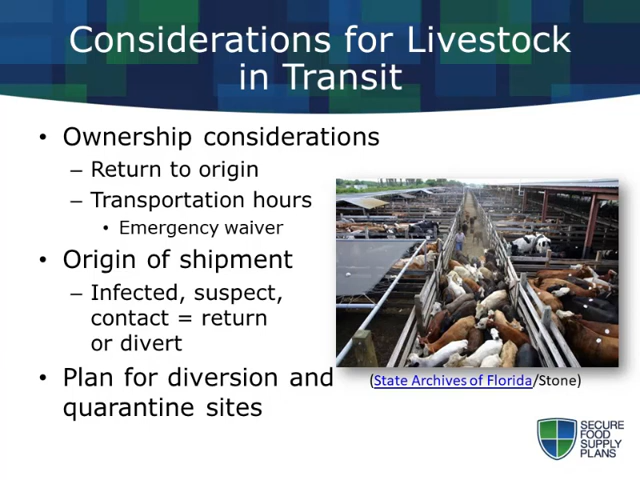 Considerations for Livestock
in Transit
• Ownership considerations
– Return to origin
– Transportation hours
• Emergency waiver
• Origin of shipment
– Infected, suspect,
contact = return
or divert
• Plan for diversion and
quarantine sites
(State Archives of Florida/Stone)
SECURE
FOOD
SUPPLY
PLANS